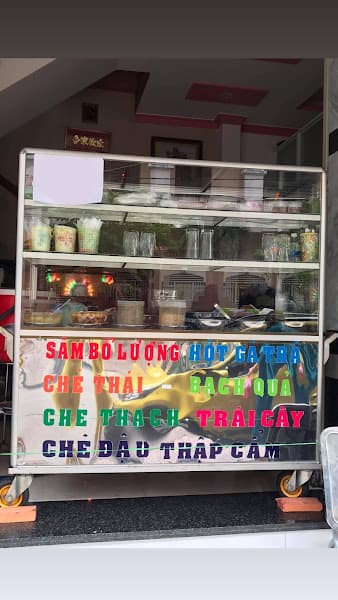 SÂM BỔ LƯỢNG HỘT GÀ TRÀ
CHÈ THÁI - BẠCH QUẢ
CHÈ THẠCH TRÁI CÂY
CHÈ ĐẬU THẬP CẨM